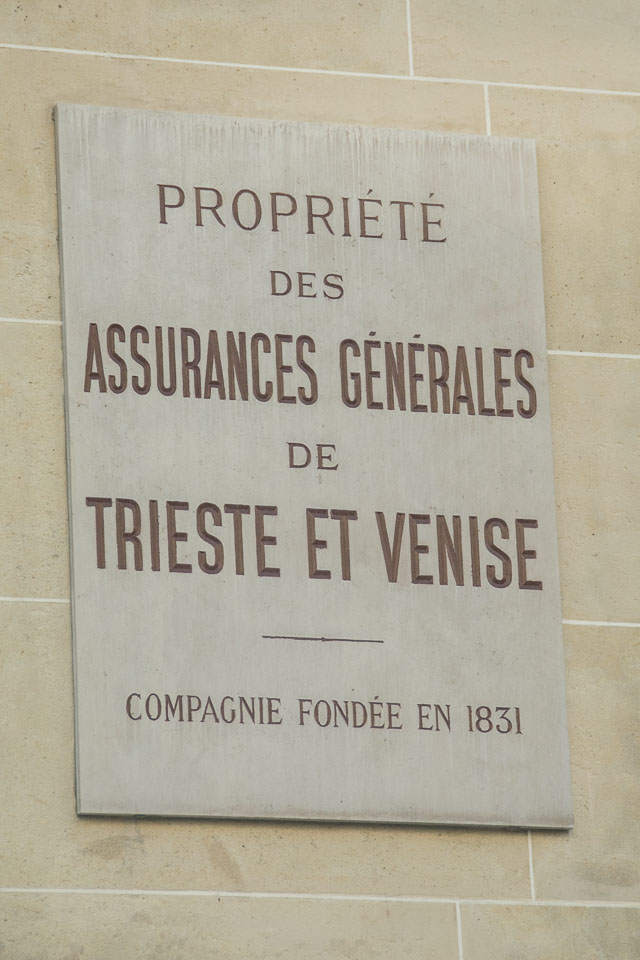 PROPRIÉTÉ
DES
ASSURANCES GÉNÉRALES
DE
TRIESTE ET VENISE
COMPAGNIE FONDÉE EN 1831